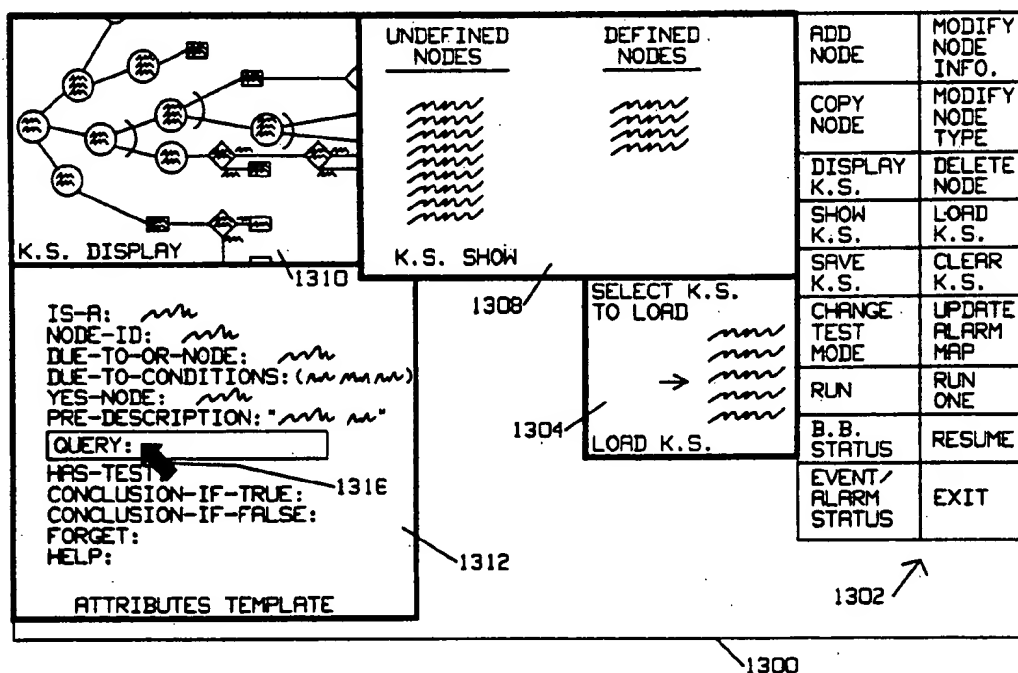 K.S. DISPLAY
1310
UNDEFINED
NODES
DEFINED
NODES
K.S. SHOW
1308
ADD
NODE
MODIFY
NODE
INFO.
COPY
NODE
MODIFY
NODE
TYPE
DISPLAY
K.S.
DELETE
NODE
SHOW
K.S.
LOAD
K.S.
SAVE
K.S.
CLEAR
K.S.
CHANGE
TEST
MODE
UPDATE
ALARM
MAP
RUN
RUN
ONE
B.B.
STATUS
RESUME
EVENT/
ALARM
STATUS
EXIT
1302
SELECT K.S.
TO LOAD
LOAD K.S.
1304
IS-A:
NODE-ID:
DUE-TO-OR-NODE:
DUE-TO-CONDITIONS: ( )
YES-NODE:
PRE-DESCRIPTION: " "
QUERY:
HAS-TEST
CONCLUSION-IF-TRUE:
CONCLUSION-IF-FALSE:
FORGET:
HELP:
ATTRIBUTES TEMPLATE
131E
1312
1300